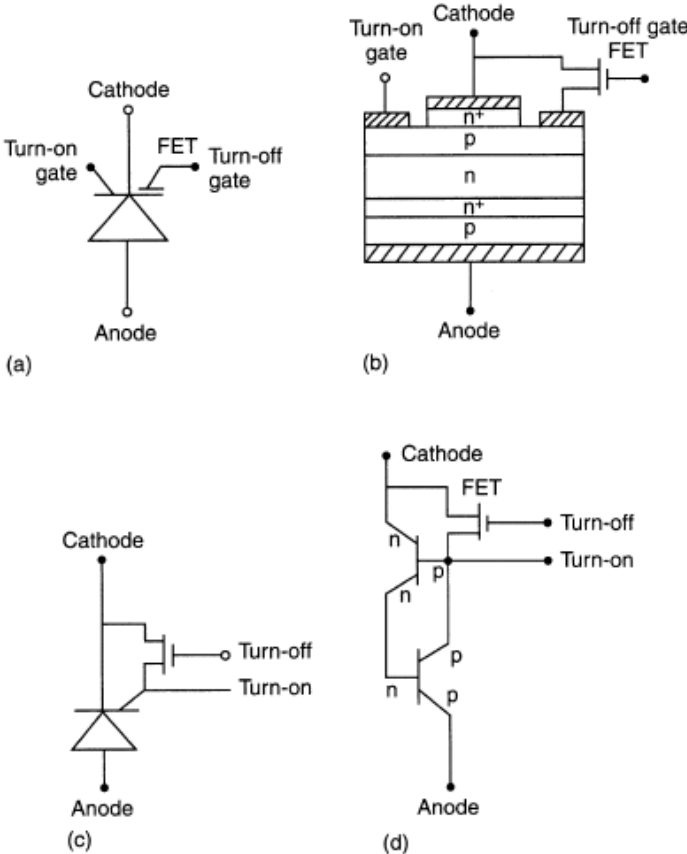 Cathode
Turn-on
gate
FET
Turn-off
gate
Anode
(a)
Cathode
Turn-on
gate
Turn-off gate
FET
n+
p
n
n+
p
Anode
(b)
Cathode
Turn-off
Turn-on
Anode
(c)
Cathode
FET
n
Turn-off
p
Turn-on
n
p
n
p
Anode
(d)